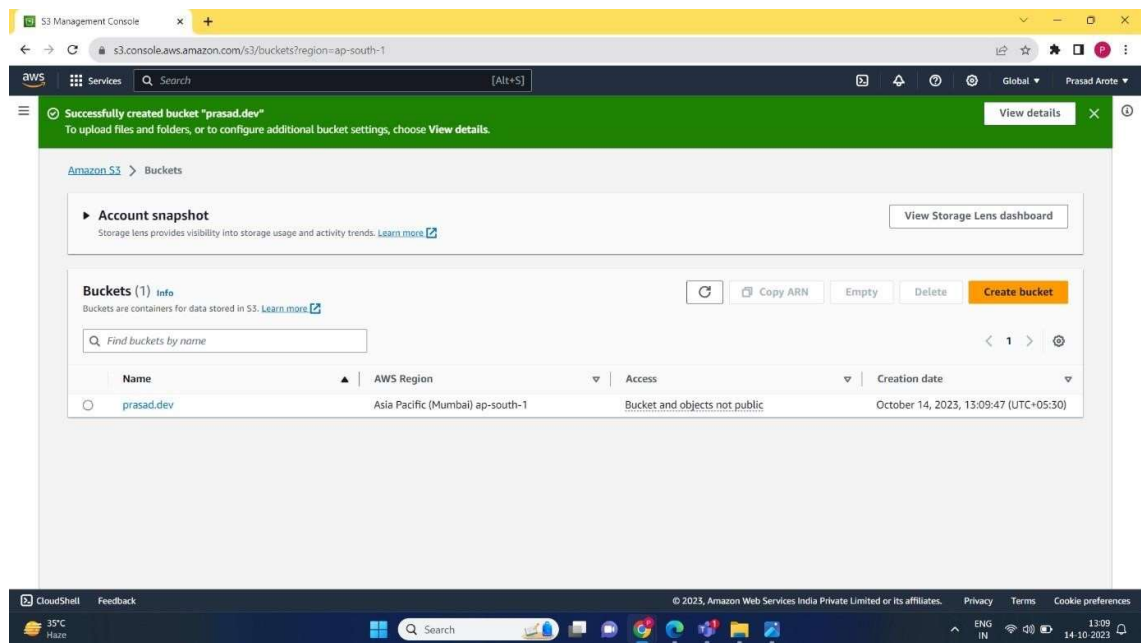 S3 Management Console
s3.console.aws.amazon.com/s3/buckets?region=ap-south-1
P
aws Services Search [Alt+S] Global Prasad Arote
Successfully created bucket "prasad.dev"
To upload files and folders, or to configure additional bucket settings, choose View details.
View details
Amazon S3 > Buckets
Account snapshot
Storage lens provides visibility into storage usage and activity trends. Learn more
View Storage Lens dashboard
Buckets (1) Info
Buckets are containers for data stored in S3. Learn more
Copy ARN Empty Delete Create bucket
Find buckets by name
1
Name AWS Region Access Creation date
prasad.dev Asia Pacific (Mumbai) ap-south-1 Bucket and objects not public October 14, 2023, 13:09:47 (UTC+05:30)
CloudShell Feedback © 2023, Amazon Web Services India Private Limited or its affiliates. Privacy Terms Cookie preferences
35°C
Haze
Search
ENG
IN
13:09
14-10-2023